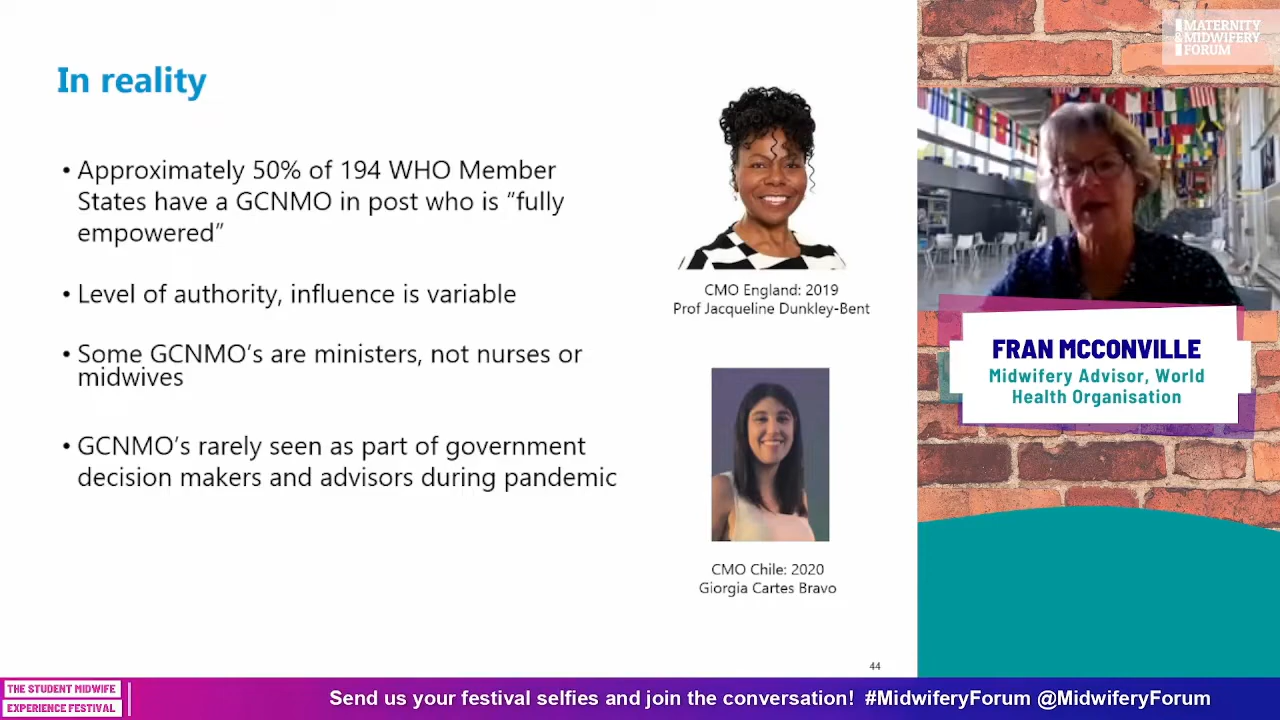 In reality
• Approximately 50% of 194 WHO Member
States have a GCNMO in post who is “fully
empowered”
• Level of authority, influence is variable
• Some GCNMO’s are ministers, not nurses or
midwives
• GCNMO’s rarely seen as part of government
decision makers and advisors during pandemic
CMO England: 2019
Prof Jacqueline Dunkley-Bent
CMO Chile: 2020
Giorgia Cartes Bravo
44
MATERNITY
& MIDWIFERY
FORUM
FRAN MCCONVILLE
Midwifery Advisor, World
Health Organisation
THE STUDENT MIDWIFE
EXPERIENCE FESTIVAL
Send us your festival selfies and join the conversation! #MidwiferyForum @MidwiferyForum